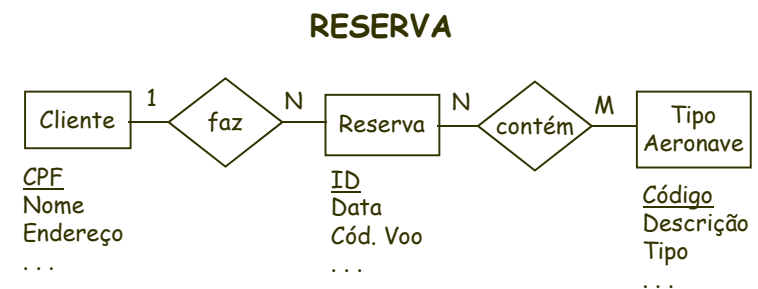 RESERVA
1 N N M
Cliente faz Reserva contém Tipo
Aeronave
CPF
Nome
Endereço
. . .
ID
Data
Cód. Voo
. . .
Código
Descrição
Tipo
. . .